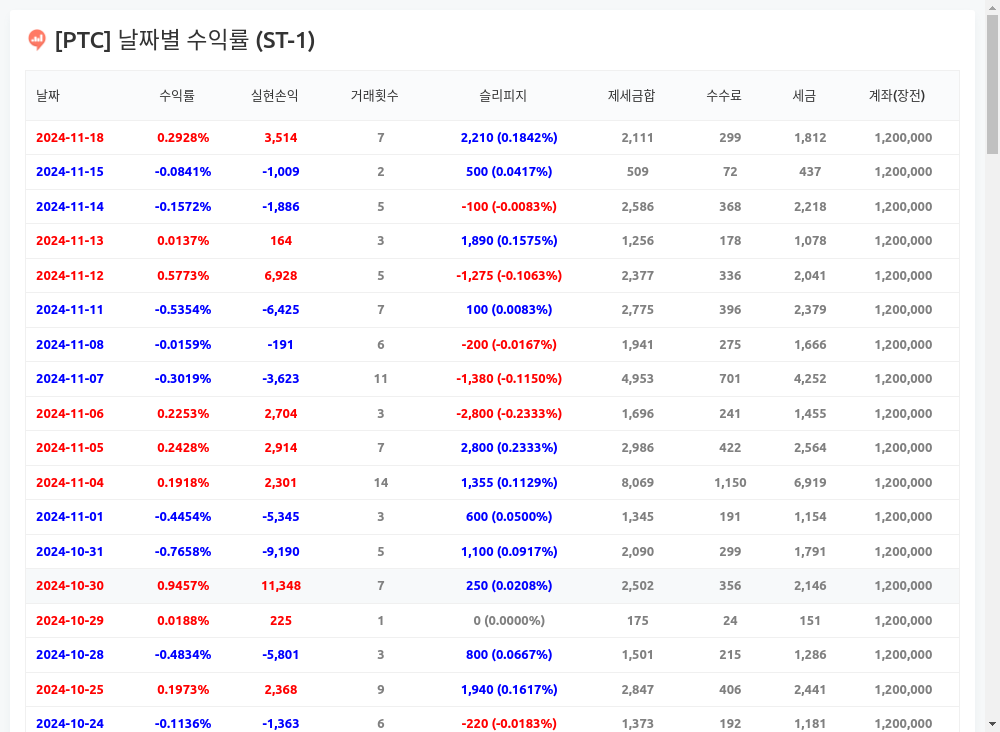 [PTC] 날짜별 수익률 (ST-1)
날짜 수익률 실현손익 거래횟수 슬리피지 제세금합 수수료 세금 계좌(장전)
2024-11-18 0.2928% 3,514 7 2,210 (0.1842%) 2,111 299 1,812 1,200,000
2024-11-15 -0.0841% -1,009 2 500 (0.0417%) 509 72 437 1,200,000
2024-11-14 -0.1572% -1,886 5 -100 (-0.0083%) 2,586 368 2,218 1,200,000
2024-11-13 0.0137% 164 3 1,890 (0.1575%) 1,256 178 1,078 1,200,000
2024-11-12 0.5773% 6,928 5 -1,275 (-0.1063%) 2,377 336 2,041 1,200,000
2024-11-11 -0.5354% -6,425 7 100 (0.0083%) 2,775 396 2,379 1,200,000
2024-11-08 -0.0159% -191 6 -200 (-0.0167%) 1,941 275 1,666 1,200,000
2024-11-07 -0.3019% -3,623 11 -1,380 (-0.1150%) 4,953 701 4,252 1,200,000
2024-11-06 0.2253% 2,704 3 -2,800 (-0.2333%) 1,696 241 1,455 1,200,000
2024-11-05 0.2428% 2,914 7 2,800 (0.2333%) 2,986 422 2,564 1,200,000
2024-11-04 0.1918% 2,301 14 1,355 (0.1129%) 8,069 1,150 6,919 1,200,000
2024-11-01 -0.4454% -5,345 3 600 (0.0500%) 1,345 191 1,154 1,200,000
2024-10-31 -0.7658% -9,190 5 1,100 (0.0917%) 2,090 299 1,791 1,200,000
2024-10-30 0.9457% 11,348 7 250 (0.0208%) 2,502 356 2,146 1,200,000
2024-10-29 0.0188% 225 1 0 (0.0000%) 175 24 151 1,200,000
2024-10-28 -0.4834% -5,801 3 800 (0.0667%) 1,501 215 1,286 1,200,000
2024-10-25 0.1973% 2,368 9 1,940 (0.1617%) 2,847 406 2,441 1,200,000
2024-10-24 -0.1136% -1,363 6 -220 (-0.0183%) 1,373 192 1,181 1,200,000